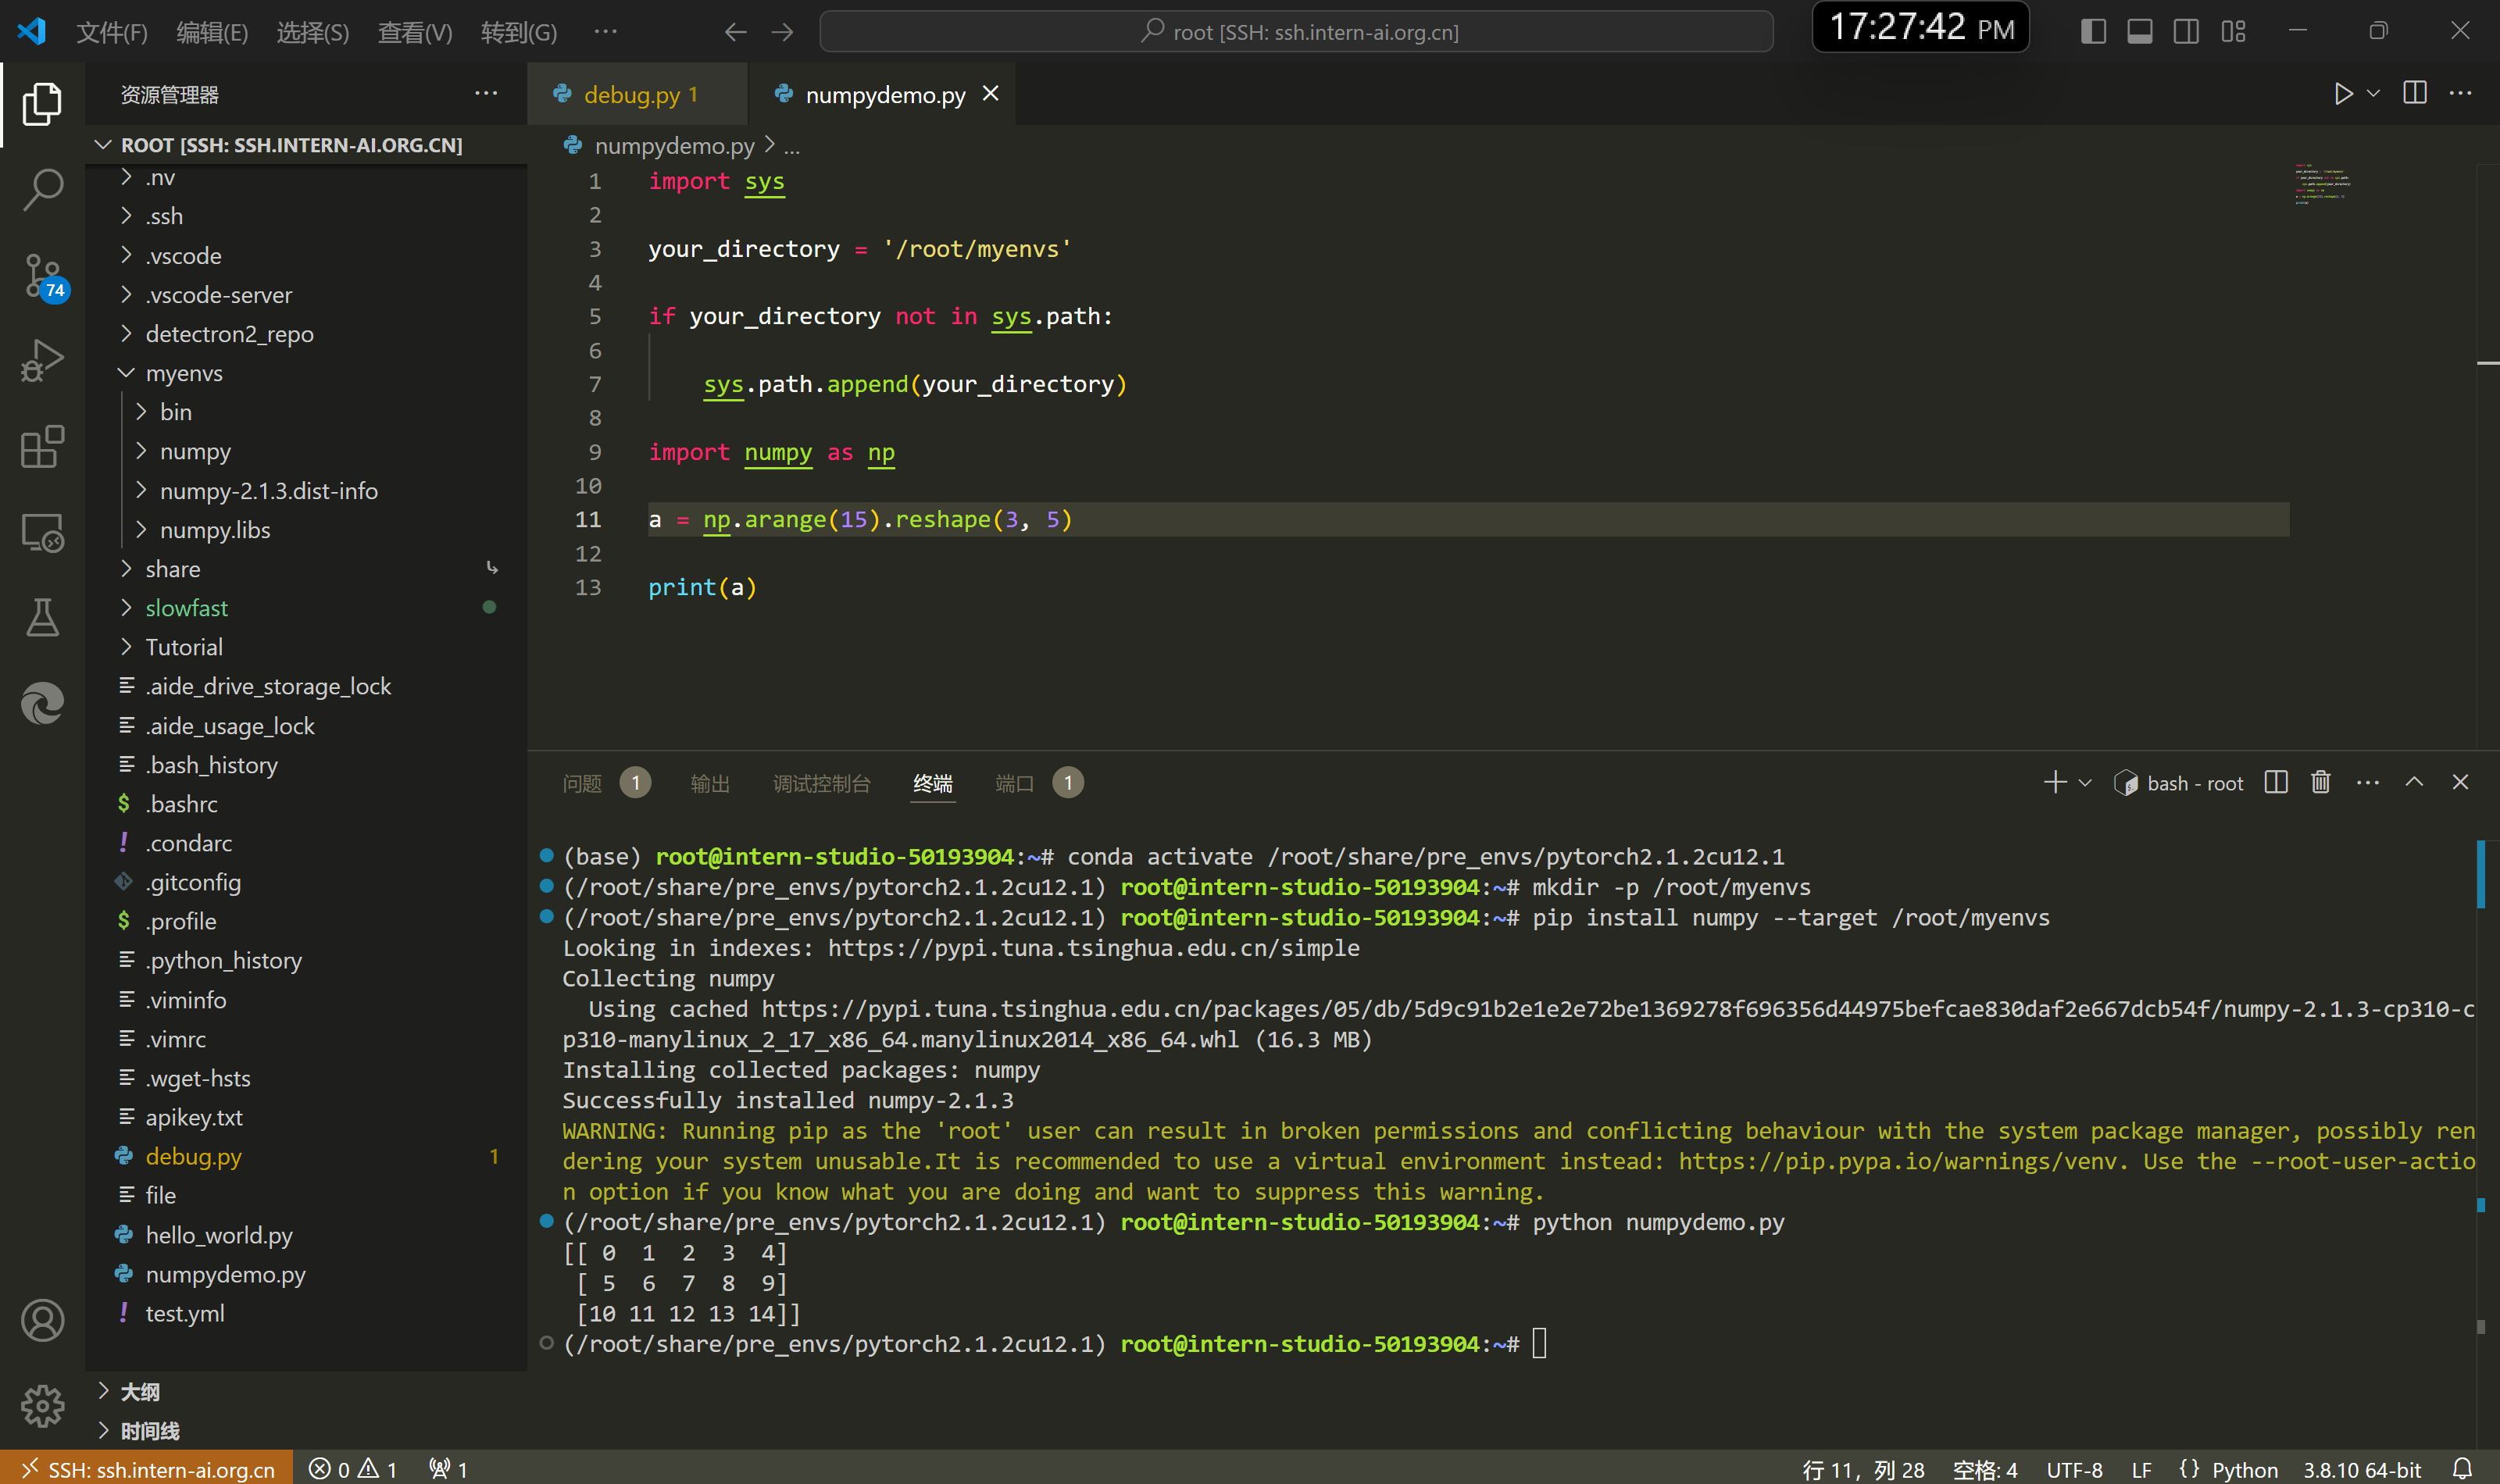 文件(F) 编辑(E) 选择(S) 查看(V) 转到(G) ··· root [SSH: ssh.intern-ai.org.cn] 17:27:42 PM
资源管理器 ···
ROOT [SSH: SSH.INTERN-AI.ORG.CN]
.nv
.ssh
.vscode
.vscode-server
detectron2_repo
myenvs
bin
numpy
numpy-2.1.3.dist-info
numpy.libs
share
slowfast
Tutorial
.aide_drive_storage_lock
.aide_usage_lock
.bash_history
.bashrc
.condarc
.gitconfig
.profile
.python_history
.viminfo
.vimrc
.wget-hsts
apikey.txt
debug.py 1
file
hello_world.py
numpydemo.py
test.yml
大纲
时间线
74
debug.py 1 numpydemo.py
numpydemo.py > ...
1 import sys
2
3 your_directory = '/root/myenvs'
4
5 if your_directory not in sys.path:
6
7     sys.path.append(your_directory)
8
9 import numpy as np
10
11 a = np.arange(15).reshape(3, 5)
12
13 print(a)
问题 1 输出 调试控制台 终端 端口 1 bash - root
(base) root@intern-studio-50193904:~# conda activate /root/share/pre_envs/pytorch2.1.2cu12.1
(/root/share/pre_envs/pytorch2.1.2cu12.1) root@intern-studio-50193904:~# mkdir -p /root/myenvs
(/root/share/pre_envs/pytorch2.1.2cu12.1) root@intern-studio-50193904:~# pip install numpy --target /root/myenvs
Looking in indexes: https://pypi.tuna.tsinghua.edu.cn/simple
Collecting numpy
  Using cached https://pypi.tuna.tsinghua.edu.cn/packages/05/db/5d9c91b2e1e2e72be1369278f696356d44975befcae830daf2e667dcb54f/numpy-2.1.3-cp310-c
p310-manylinux_2_17_x86_64.manylinux2014_x86_64.whl (16.3 MB)
Installing collected packages: numpy
Successfully installed numpy-2.1.3
WARNING: Running pip as the 'root' user can result in broken permissions and conflicting behaviour with the system package manager, possibly ren
dering your system unusable.It is recommended to use a virtual environment instead: https://pip.pypa.io/warnings/venv. Use the --root-user-actio
n option if you know what you are doing and want to suppress this warning.
(/root/share/pre_envs/pytorch2.1.2cu12.1) root@intern-studio-50193904:~# python numpydemo.py
[[ 0  1  2  3  4]
 [ 5  6  7  8  9]
 [10 11 12 13 14]]
(/root/share/pre_envs/pytorch2.1.2cu12.1) root@intern-studio-50193904:~#
SSH: ssh.intern-ai.org.cn 0 1 1 行 11，列 28 空格: 4 UTF-8 LF {} Python 3.8.10 64-bit